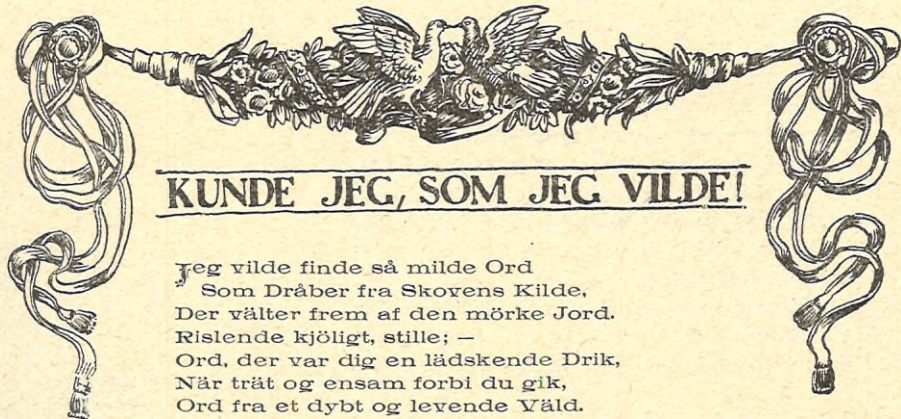 KUNDE JEG, SOM JEG VILDE!
Jeg vilde finde så milde Ord
Som Dråber fra Skovens Kilde,
Der välter frem af den mörke Jord.
Rislende kjöligt, stille; —
Ord, der var dig en lädskende Drik,
När trät og ensam forbi du gik,
Ord fra et dybt og levende Väld.